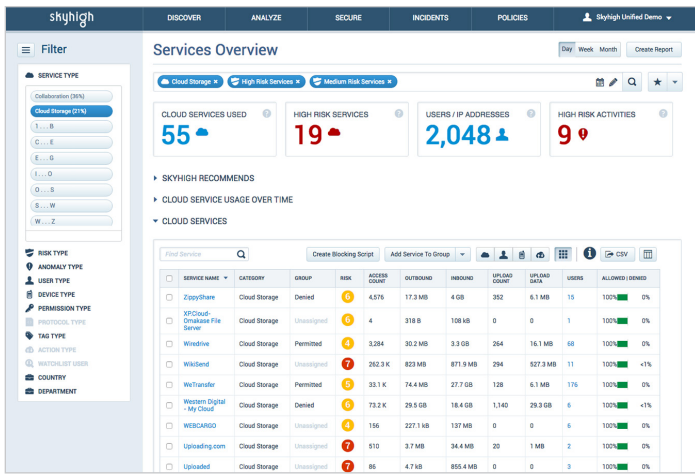 skyhigh
DISCOVER
ANALYZE
SECURE
INCIDENTS
POLICIES
Skyhigh Unified Demo
Filter
SERVICE TYPE
Collaboration (36%)
Cloud Storage (21%)
1 . . . B
C . . . E
E . . . G
I . . . O
O . . . S
S . . . W
W . . . Z
RISK TYPE
ANOMALY TYPE
USER TYPE
DEVICE TYPE
PERMISSION TYPE
PROTOCOL TYPE
TAG TYPE
ACTION TYPE
WATCHLIST USER
COUNTRY
DEPARTMENT
Services Overview
Day Week Month
Create Report
Cloud Storage ×
High Risk Services ×
Medium Risk Services ×
CLOUD SERVICES USED ?
55
HIGH RISK SERVICES ?
19
USERS / IP ADDRESSES ?
2,048
HIGH RISK ACTIVITIES ?
9
SKYHIGH RECOMMENDS
CLOUD SERVICE USAGE OVER TIME
CLOUD SERVICES
Find Service
Create Blocking Script
Add Service To Group
CSV
SERVICE NAME CATEGORY GROUP RISK ACCESS COUNT OUTBOUND INBOUND UPLOAD COUNT UPLOAD DATA USERS ALLOWED | DENIED
ZippyShare Cloud Storage Denied 6 4,576 17.3 MB 4 GB 352 6.1 MB 15 100% 0%
XP.Cloud-Omakase File Server Cloud Storage Unassigned 6 4 318 B 108 kB 0 0 1 100% 0%
Wiredrive Cloud Storage Permitted 4 3,284 30.2 MB 3.3 GB 264 16.1 MB 68 100% 0%
WikiSend Cloud Storage Unassigned 7 262.3 K 823 MB 871.9 MB 294 527.3 MB 11 100% <1%
WeTransfer Cloud Storage Permitted 5 33.1 K 74.4 MB 27.7 GB 128 6.1 MB 176 100% 0%
Western Digital - My Cloud Cloud Storage Denied 6 73.2 K 29.5 GB 18.4 GB 1,140 29.3 GB 6 100% <1%
WEBCARGO Cloud Storage Unassigned 4 156 227.1 kB 137 MB 0 0 6 100% 0%
Uploading.com Cloud Storage Unassigned 7 510 3.7 MB 34.4 MB 20 1 MB 2 100% 0%
Uploaded Cloud Storage Unassigned 7 86 4.7 kB 855.4 MB 0 0 3 100% 0%